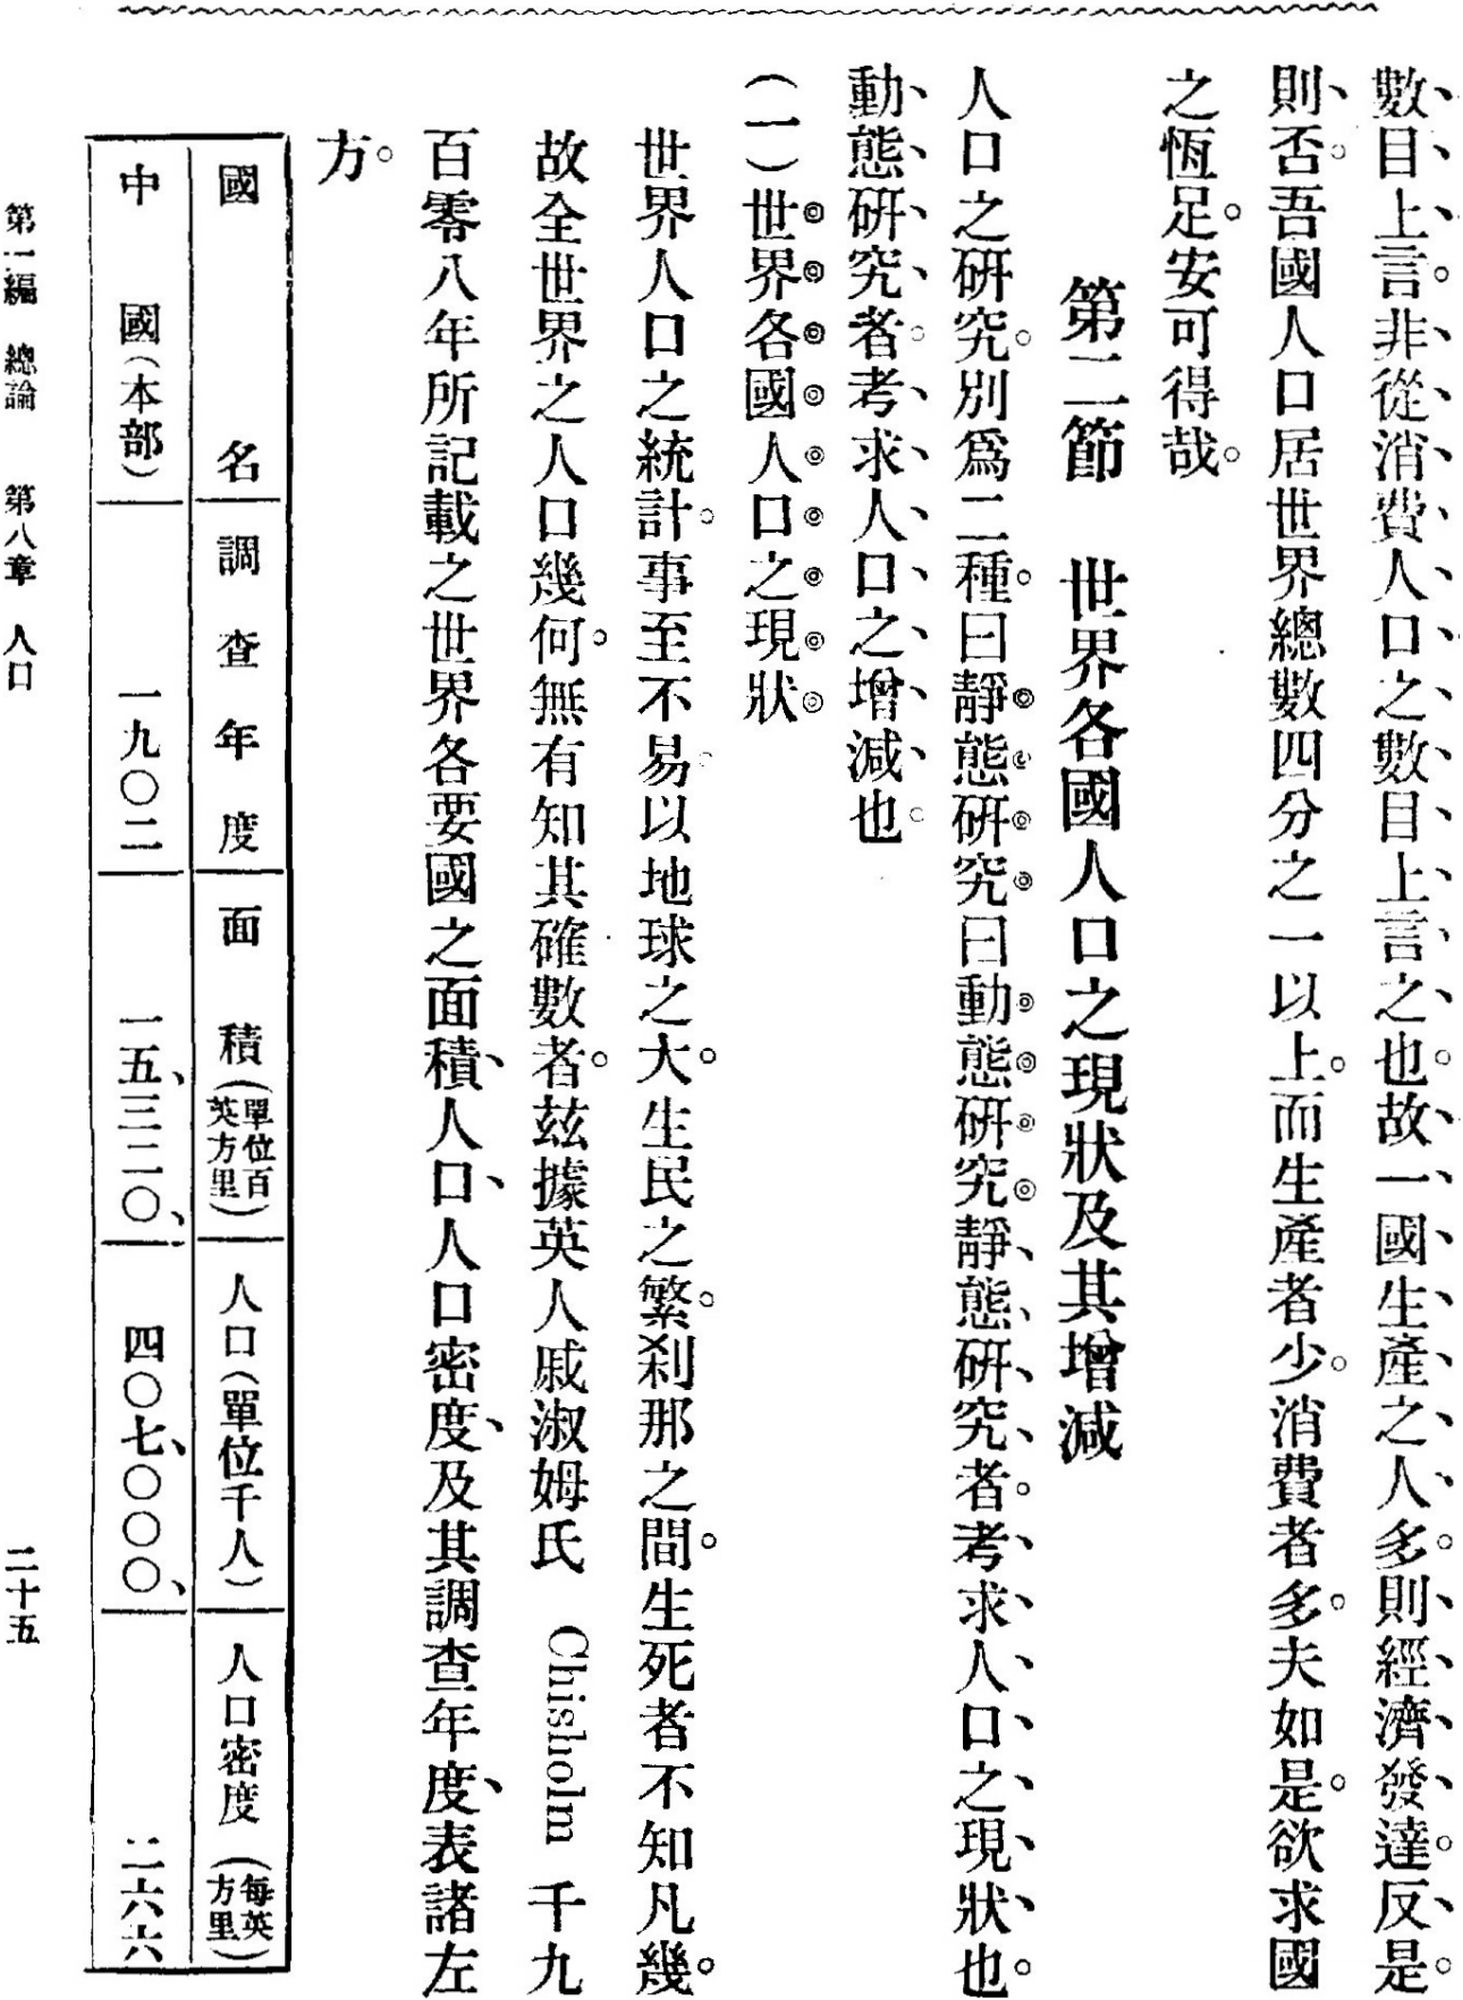 數目上言。非從消費人口之數目上言之也。故一國生產之人多。則經濟發達。反是。
則否。吾國人口居世界總數四分之一以上。而生產者少。消費者多。夫如是。欲求國
之恆足。安可得哉。
第二節　世界各國人口之現狀及其增減
人口之硏究。別爲二種。曰靜態硏究曰動態硏究靜態硏究者。考求人口之現狀也。
動態硏究者。考求人口之增減也。
（一）世界各國人口之現狀
世界人口之統計。事至不易。以地球之大。生民之繁。刹那之間。生死者不知凡幾。
故全世界之人口幾何。無有知其確數者。玆據英人戚淑姆氏 Chisholm 千九
百零八年所記載之世界各要國之面積、人口、人口密度、及其調查年度、表諸左
方。
國名　調查年度　面積（單位百英方里）　人口（單位千人）　人口密度（每英方里）
中國（本部）　一九〇二　一五、三二〇、　四〇七、〇〇〇、　二六六
第一編　總論　第八章　人口　二十五